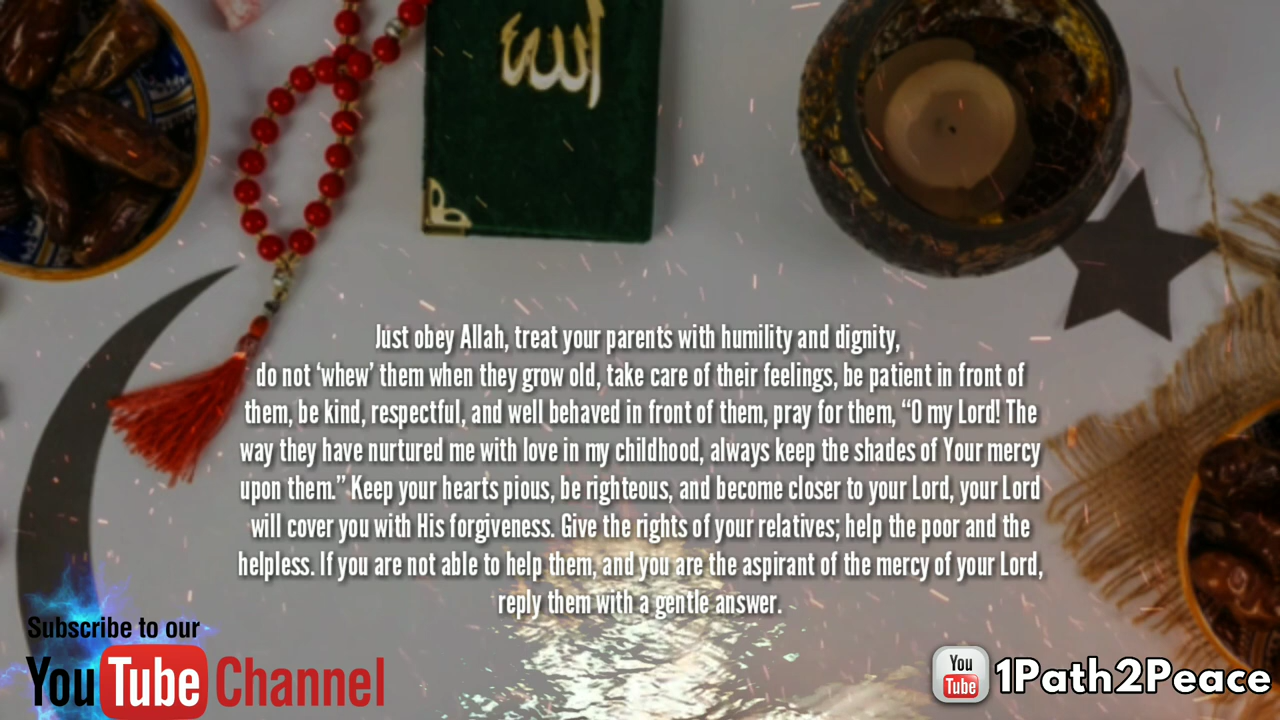 الله
Just obey Allah, treat your parents with humility and dignity,
do not ‘whew’ them when they grow old, take care of their feelings, be patient in front of
them, be kind, respectful, and well behaved in front of them, pray for them, “O my Lord! The
way they have nurtured me with love in my childhood, always keep the shades of Your mercy
upon them.” Keep your hearts pious, be righteous, and become closer to your Lord, your Lord
will cover you with His forgiveness. Give the rights of your relatives; help the poor and the
helpless. If you are not able to help them, and you are the aspirant of the mercy of your Lord,
reply them with a gentle answer.
Subscribe to our
YouTube Channel
You
Tube
1Path2Peace